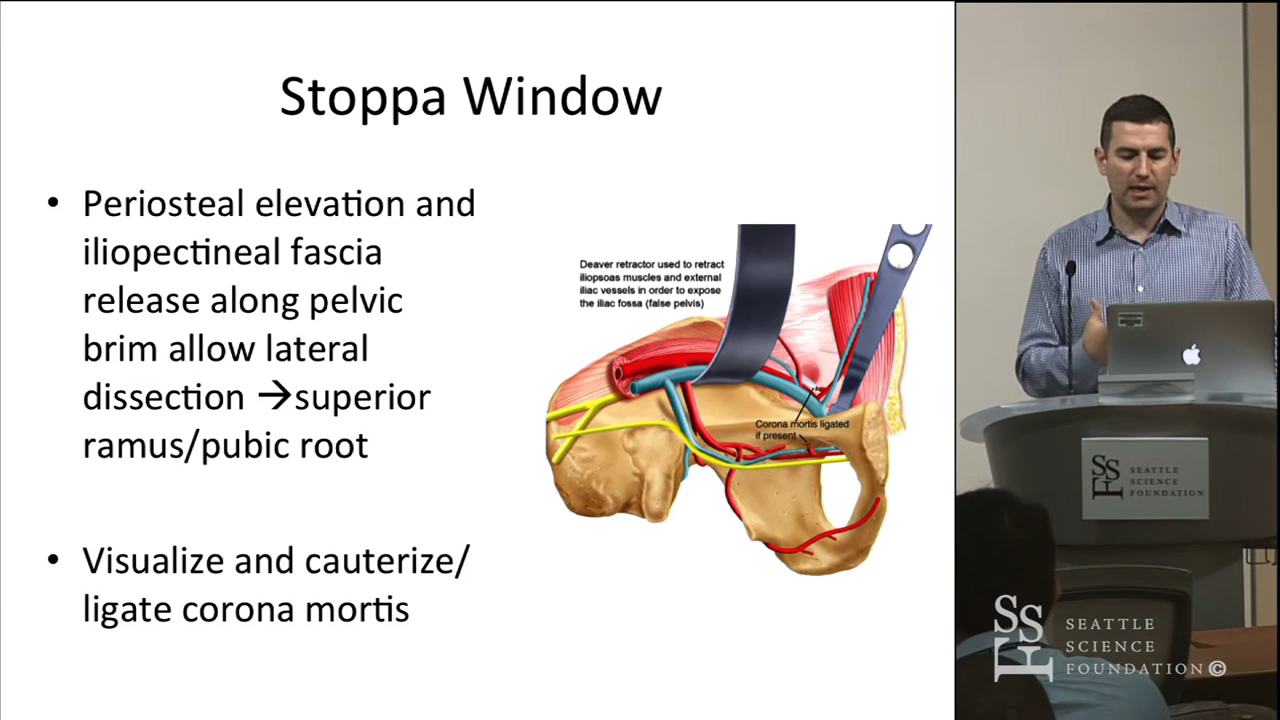 Stoppa Window
• Periosteal elevation and
iliopectineal fascia
release along pelvic
brim allow lateral
dissection →superior
ramus/pubic root
• Visualize and cauterize/
ligate corona mortis
Deaver retractor used to retract
iliopsoas muscles and external
iliac vessels in order to expose
the iliac fossa (false pelvis)
Corona mortis ligated
if present
SSF
SEATTLE
SCIENCE
FOUNDATION
SSF
SEATTLE
SCIENCE
FOUNDATION©